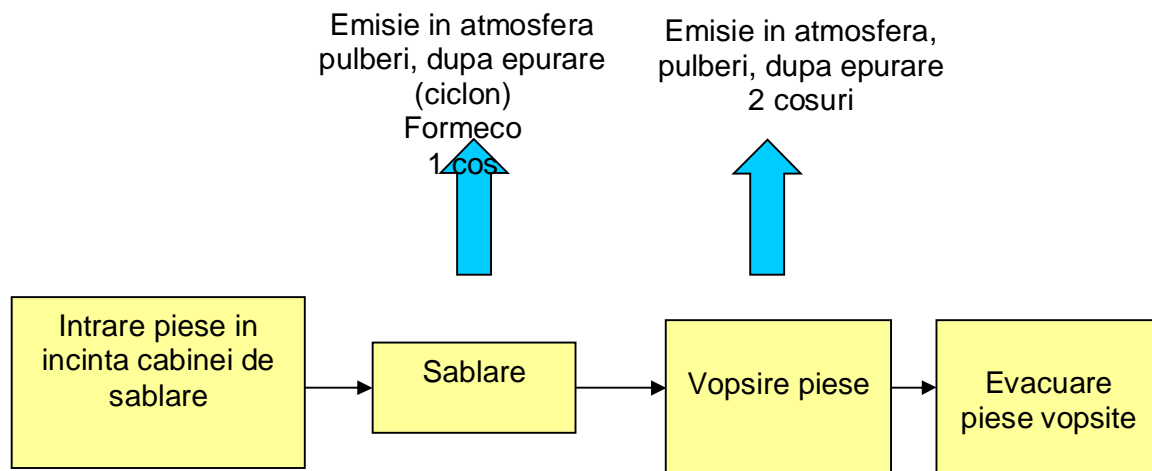 Emisie in atmosfera
pulberi, dupa epurare
(ciclon)
Formeco
1 cos
Emisie in atmosfera,
pulberi, dupa epurare
2 cosuri
Intrare piese in
incinta cabinei de
sablare
Sablare
Vopsire piese
Evacuare
piese vopsite